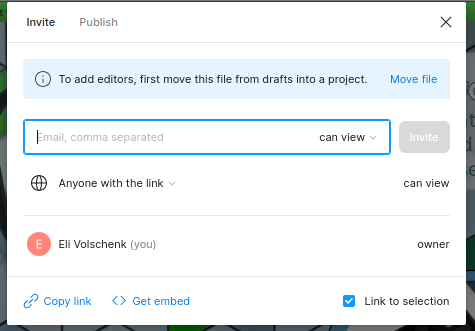 Invite Publish
To add editors, first move this file from drafts into a project. Move file
Email, comma separated can view Invite
Anyone with the link can view
E Eli Volschenk (you) owner
Copy link Get embed Link to selection